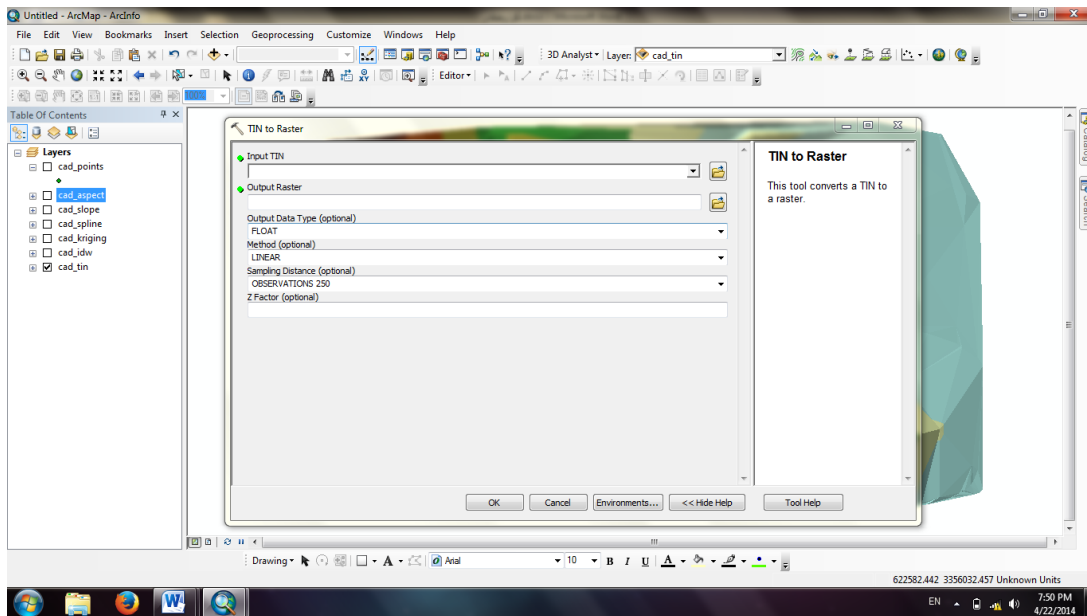 Untitled - ArcMap - ArcInfo
File Edit View Bookmarks Insert Selection Geoprocessing Customize Windows Help
3D Analyst Layer: cad_tin
Editor
100%
Table Of Contents
Layers
cad_points
cad_aspect
cad_slope
cad_spline
cad_kriging
cad_idw
cad_tin
TIN to Raster
Input TIN
Output Raster
Output Data Type (optional)
FLOAT
Method (optional)
LINEAR
Sampling Distance (optional)
OBSERVATIONS 250
Z Factor (optional)
TIN to Raster
This tool converts a TIN to
a raster.
OK Cancel Environments... << Hide Help Tool Help
Drawing A Arial 10 B I U A
622582.442 3356032.457 Unknown Units
EN 7:50 PM
4/22/2014